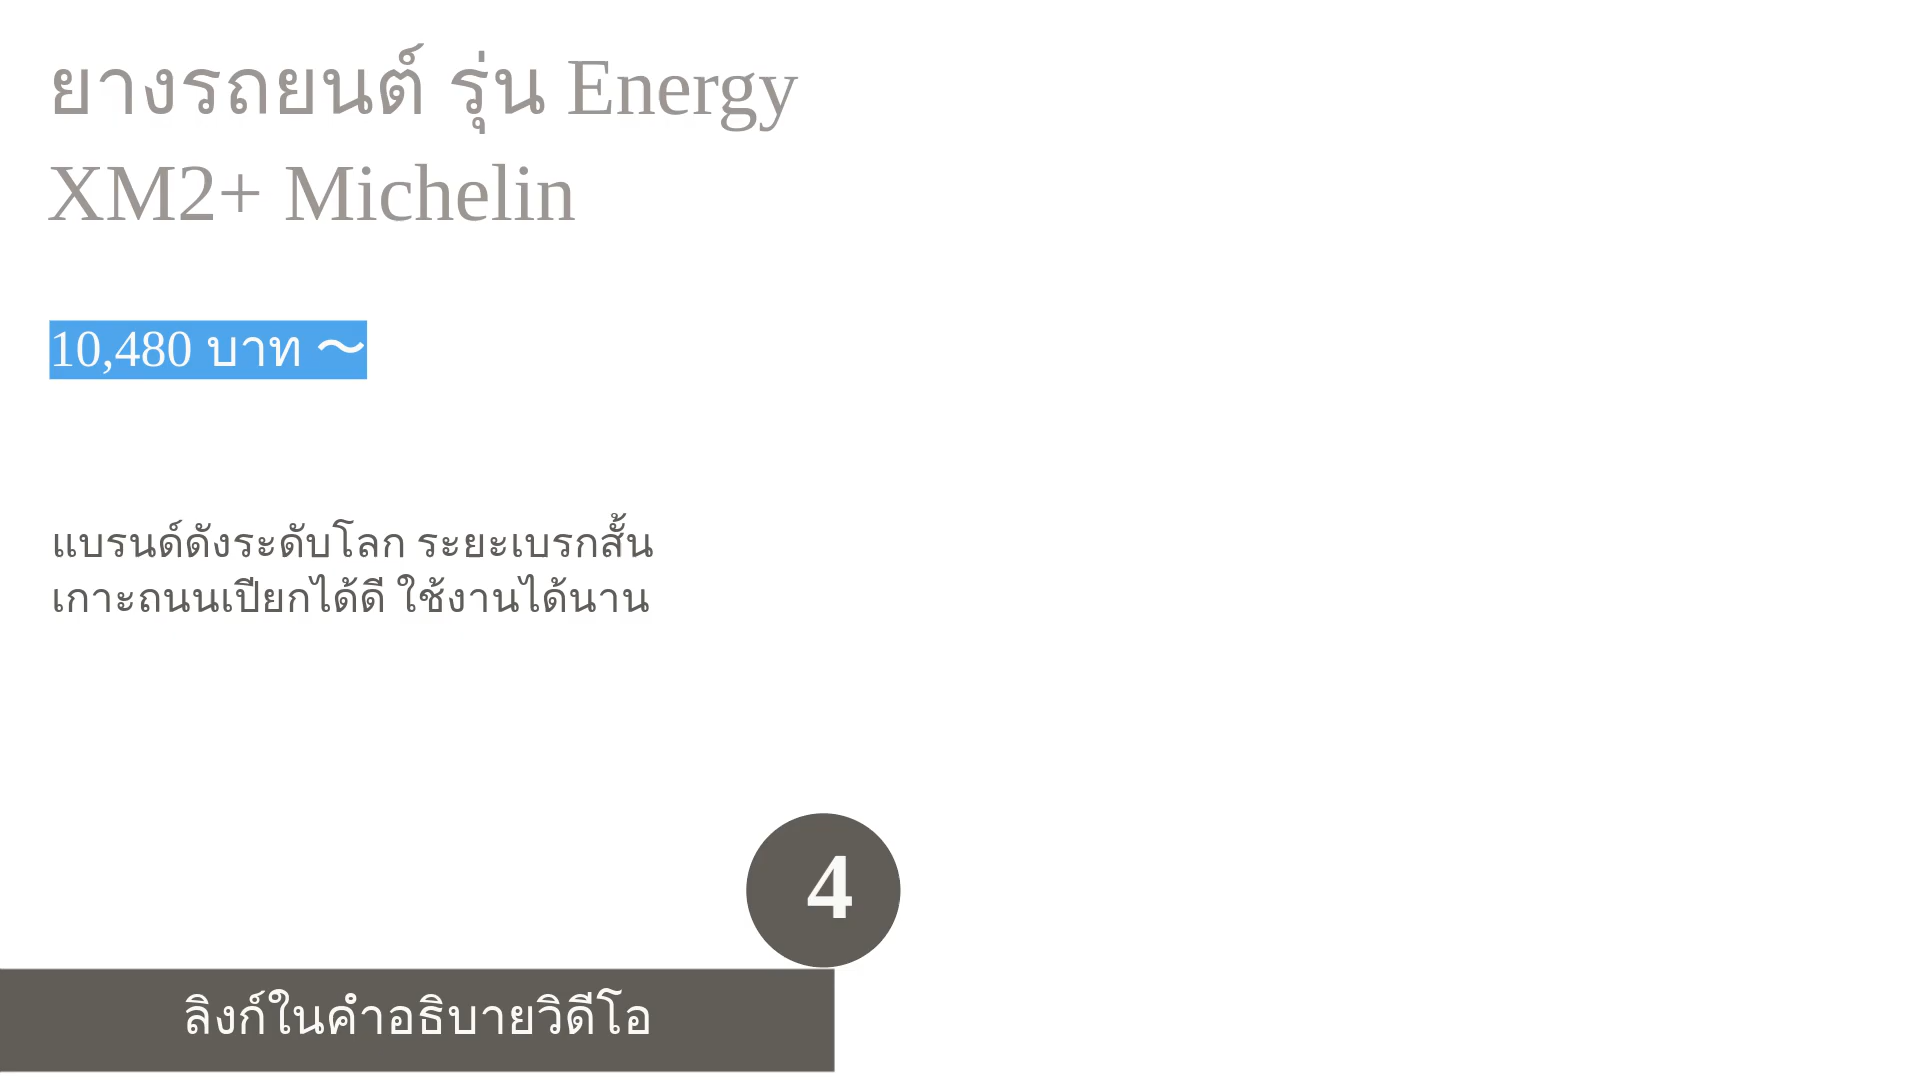 ยางรถยนต์ รุ่น Energy
XM2+ Michelin
10,480 บาท ～
แบรนด์ดังระดับโลก ระยะเบรกสั้น
เกาะถนนเปียกได้ดี ใช้งานได้นาน
4
ลิงก์ในคำอธิบายวิดีโอ